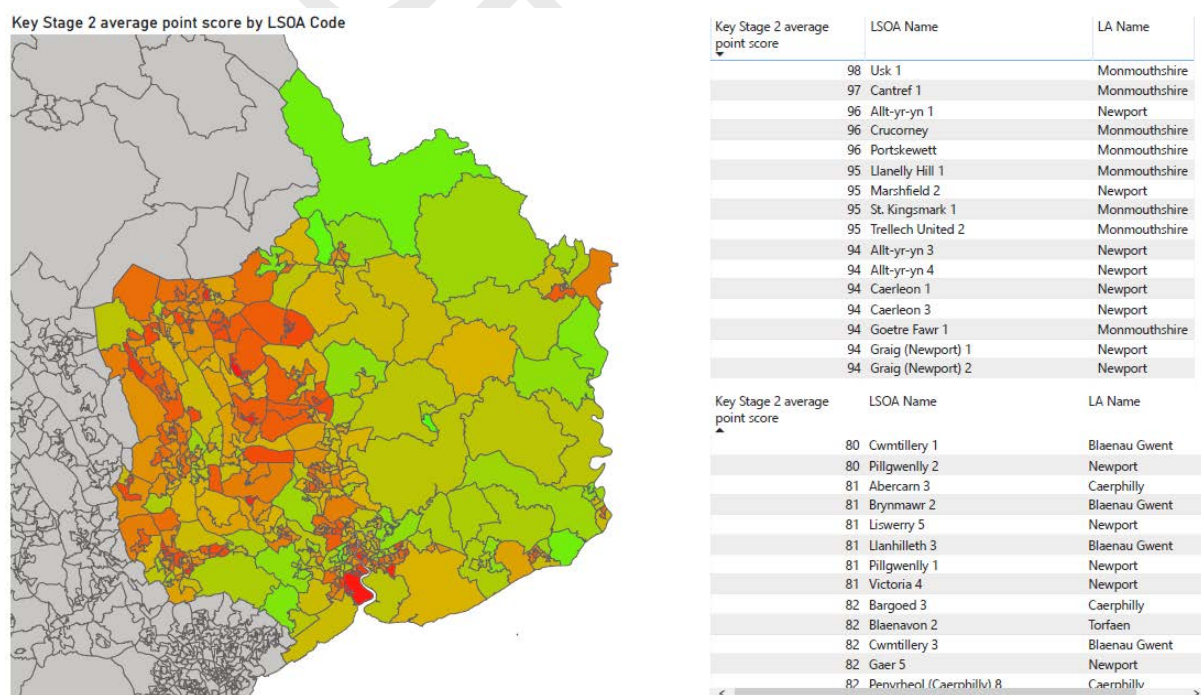 Key Stage 2 average point score by LSOA Code
Key Stage 2 average point score LSOA Name LA Name
98 Usk 1 Monmouthshire
97 Cantref 1 Monmouthshire
96 Allt-yr-yn 1 Newport
96 Crucorney Monmouthshire
96 Portskewett Monmouthshire
95 Llanelly Hill 1 Monmouthshire
95 Marshfield 2 Newport
95 St. Kingsmark 1 Monmouthshire
95 Trellech United 2 Monmouthshire
94 Allt-yr-yn 3 Newport
94 Allt-yr-yn 4 Newport
94 Caerleon 1 Newport
94 Caerleon 3 Newport
94 Goetre Fawr 1 Monmouthshire
94 Graig (Newport) 1 Newport
94 Graig (Newport) 2 Newport
Key Stage 2 average point score LSOA Name LA Name
80 Cwmtillery 1 Blaenau Gwent
80 Pillgwenlly 2 Newport
81 Abercarn 3 Caerphilly
81 Brynmawr 2 Blaenau Gwent
81 Liswerry 5 Newport
81 Llanhilleth 3 Blaenau Gwent
81 Pillgwenlly 1 Newport
81 Victoria 4 Newport
82 Bargoed 3 Caerphilly
82 Blaenavon 2 Torfaen
82 Cwmtillery 3 Blaenau Gwent
82 Gaer 5 Newport
82 Penyrheol (Caerphilly) 8 Caerphilly